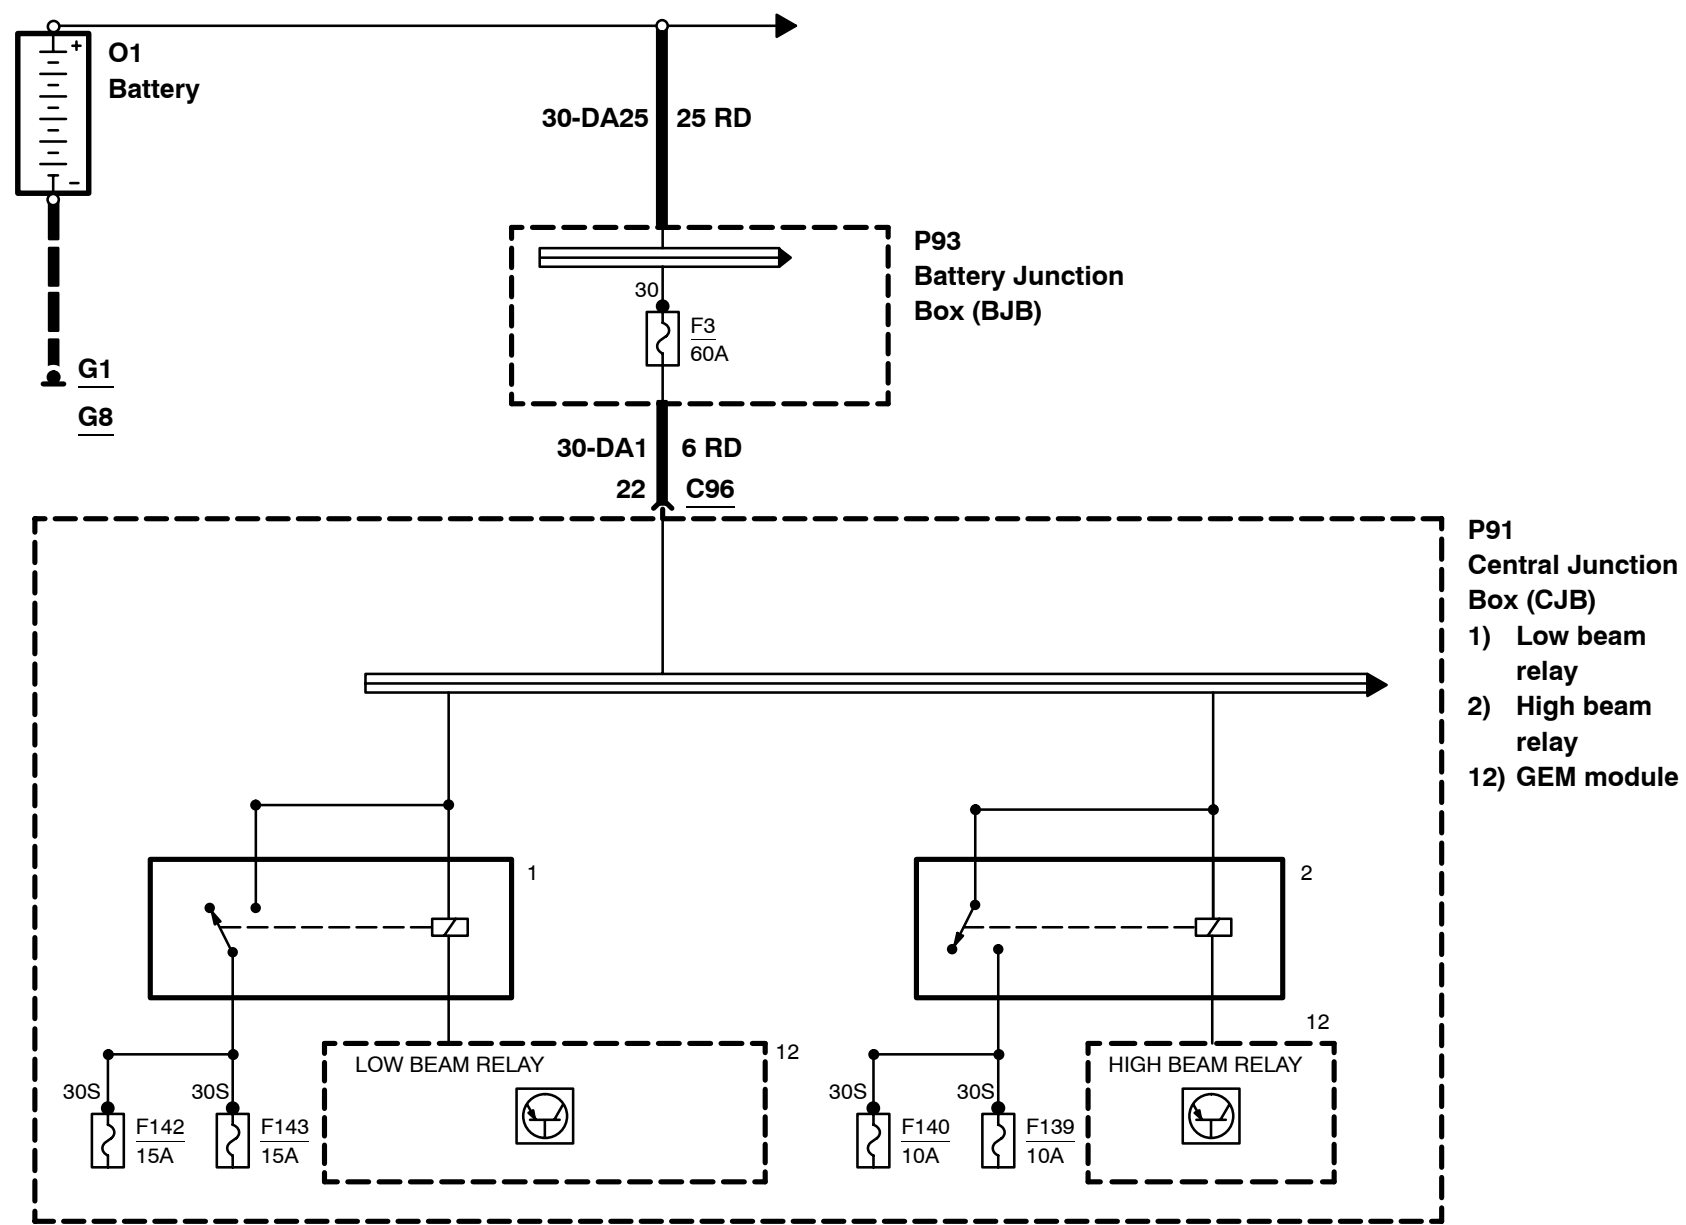 +
O1
Battery
−
G1
G8
30-DA25 25 RD
P93
Battery Junction
Box (BJB)
30
F3
60A
30-DA1 6 RD
22 C96
P91
Central Junction
Box (CJB)
1) Low beam
relay
2) High beam
relay
12) GEM module
1
2
12
LOW BEAM RELAY
12
HIGH BEAM RELAY
30S
F142
15A
30S
F143
15A
30S
F140
10A
30S
F139
10A